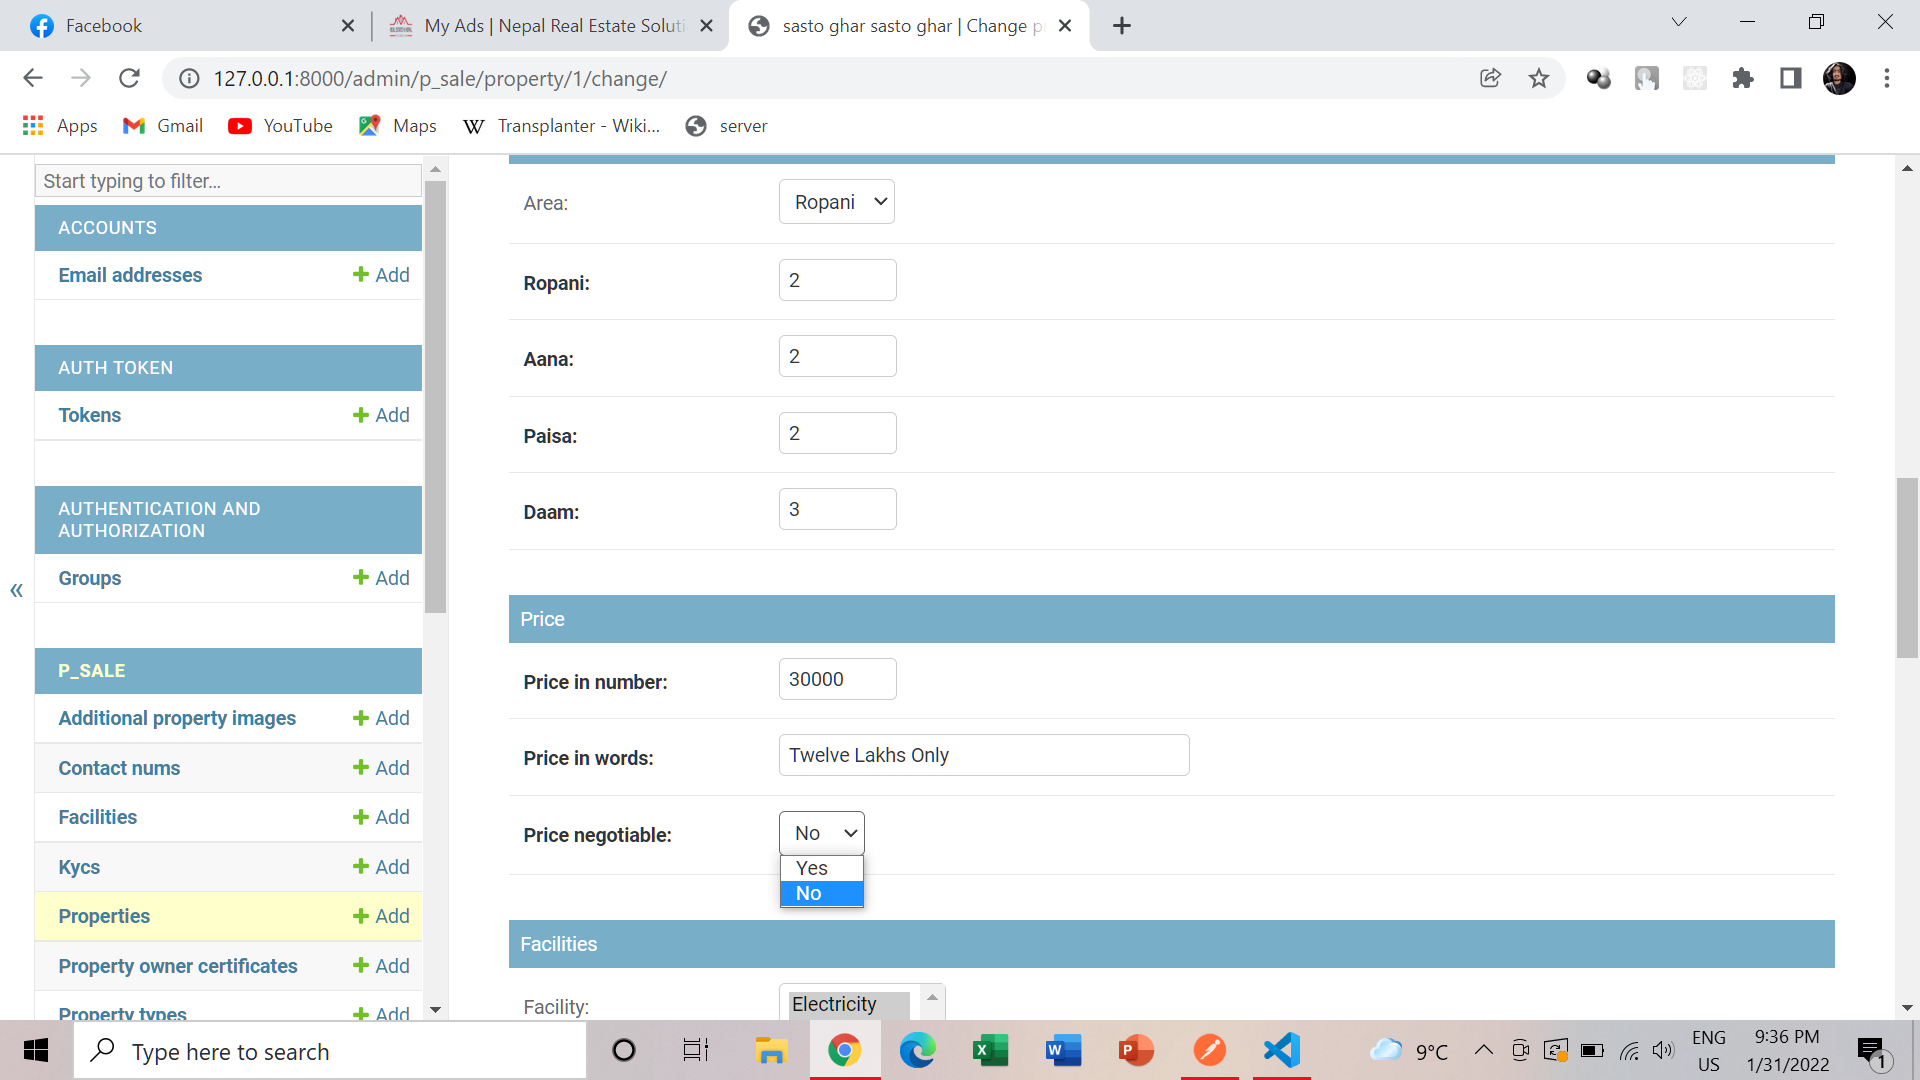 Facebook
My Ads | Nepal Real Estate Soluti
sasto ghar sasto ghar | Change p
127.0.0.1:8000/admin/p_sale/property/1/change/
Apps
Gmail
YouTube
Maps
Transplanter - Wiki...
server
Start typing to filter...
ACCOUNTS
Email addresses
Add
AUTH TOKEN
Tokens
Add
AUTHENTICATION AND
AUTHORIZATION
Groups
Add
«
P_SALE
Additional property images
Add
Contact nums
Add
Facilities
Add
Kycs
Add
Properties
Add
Property owner certificates
Add
Property types
Add
Area:
Ropani
Ropani:
2
Aana:
2
Paisa:
2
Daam:
3
Price
Price in number:
30000
Price in words:
Twelve Lakhs Only
Price negotiable:
No
Yes
No
Facilities
Facility:
Electricity
Type here to search
9°C
ENG
US
9:36 PM
1/31/2022
1